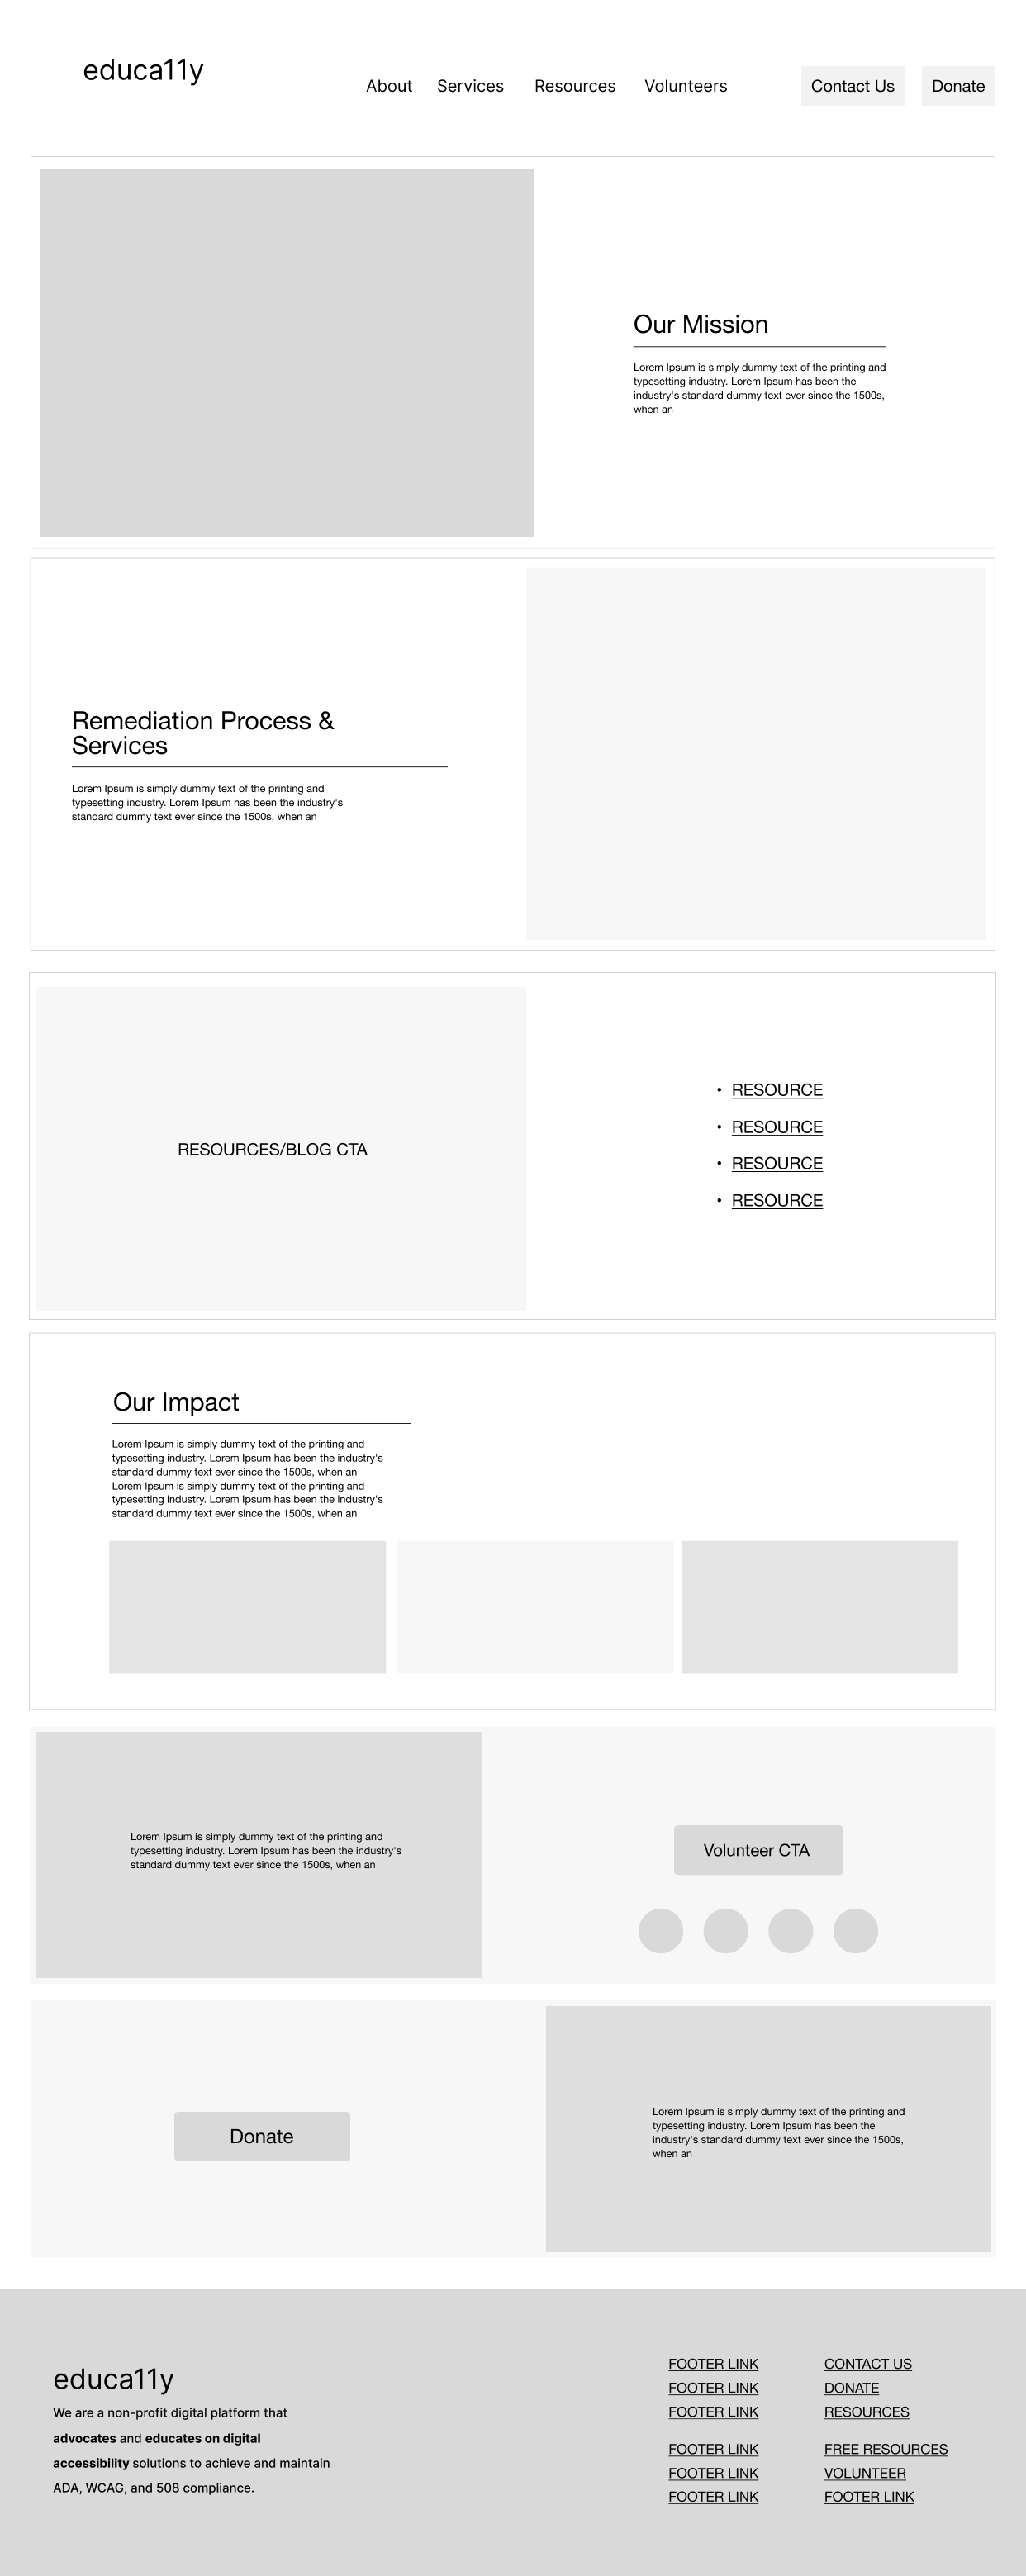 educa11y
About Services Resources Volunteers Contact Us Donate
Our Mission
Lorem Ipsum is simply dummy text of the printing and
typesetting industry. Lorem Ipsum has been the
industry's standard dummy text ever since the 1500s,
when an
Remediation Process &
Services
Lorem Ipsum is simply dummy text of the printing and
typesetting industry. Lorem Ipsum has been the industry's
standard dummy text ever since the 1500s, when an
RESOURCES/BLOG CTA
• RESOURCE
• RESOURCE
• RESOURCE
• RESOURCE
Our Impact
Lorem Ipsum is simply dummy text of the printing and
typesetting industry. Lorem Ipsum has been the industry's
standard dummy text ever since the 1500s, when an
Lorem Ipsum is simply dummy text of the printing and
typesetting industry. Lorem Ipsum has been the industry's
standard dummy text ever since the 1500s, when an
Lorem Ipsum is simply dummy text of the printing and
typesetting industry. Lorem Ipsum has been the industry's
standard dummy text ever since the 1500s, when an
Volunteer CTA
Donate
Lorem Ipsum is simply dummy text of the printing and
typesetting industry. Lorem Ipsum has been the
industry's standard dummy text ever since the 1500s,
when an
educa11y
We are a non-profit digital platform that
advocates and educates on digital
accessibility solutions to achieve and maintain
ADA, WCAG, and 508 compliance.
FOOTER LINK
FOOTER LINK
FOOTER LINK
FOOTER LINK
FOOTER LINK
FOOTER LINK
CONTACT US
DONATE
RESOURCES
FREE RESOURCES
VOLUNTEER
FOOTER LINK